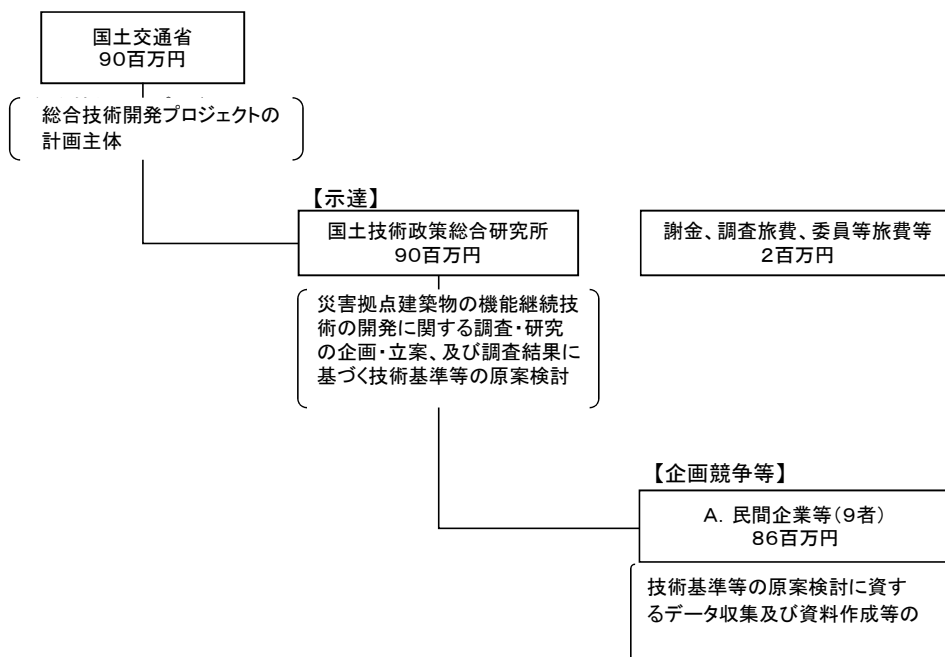 国土交通省
90百万円
総合技術開発プロジェクトの
計画主体
【示達】
国土技術政策総合研究所
90百万円
謝金、調査旅費、委員等旅費等
2百万円
災害拠点建築物の機能継続技
術の開発に関する調査・研究
の企画・立案、及び調査結果に
基づく技術基準等の原案検討
【企画競争等】
A. 民間企業等(9者)
86百万円
技術基準等の原案検討に資す
るデータ収集及び資料作成等の